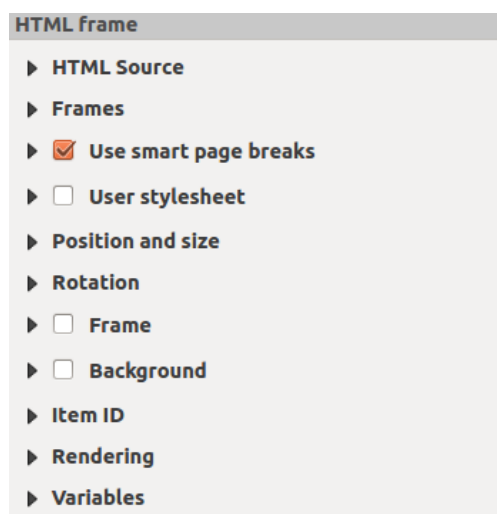 HTML frame
HTML Source
Frames
Use smart page breaks
User stylesheet
Position and size
Rotation
Frame
Background
Item ID
Rendering
Variables